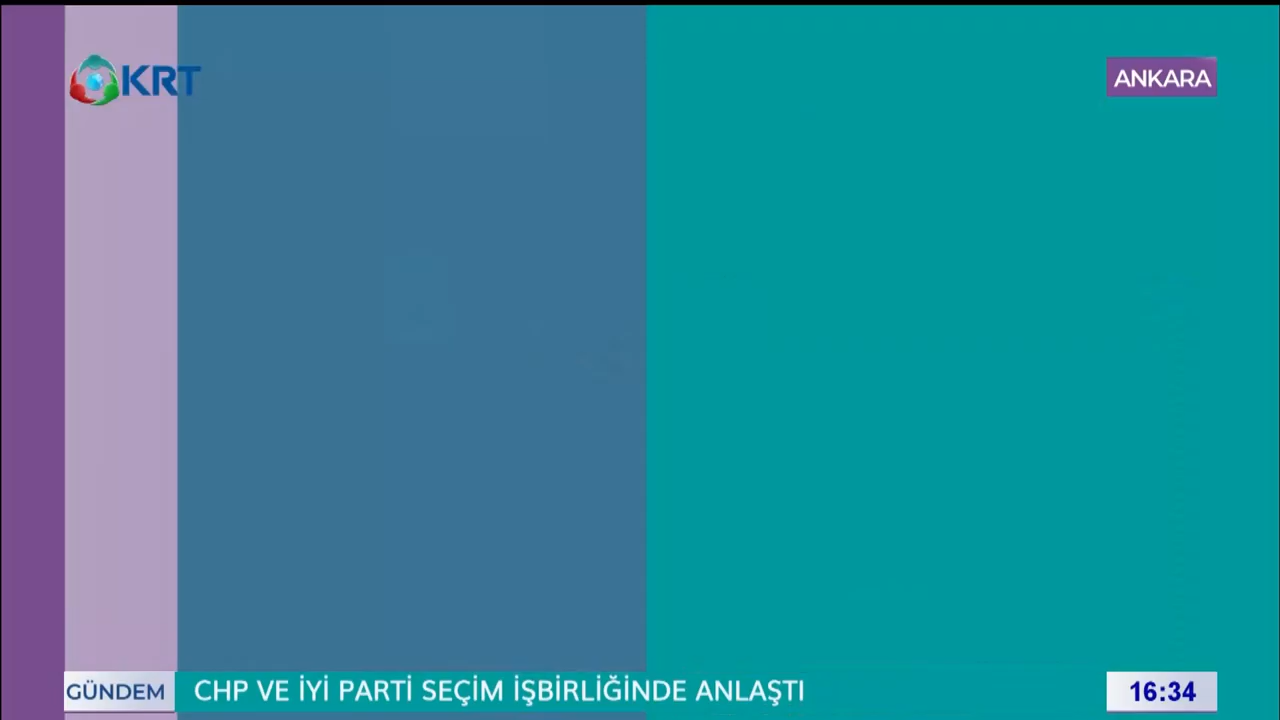 KRT
ANKARA
GÜNDEM
CHP VE İYİ PARTİ SEÇİM İŞBİRLİĞİNDE ANLAŞTI
16:34